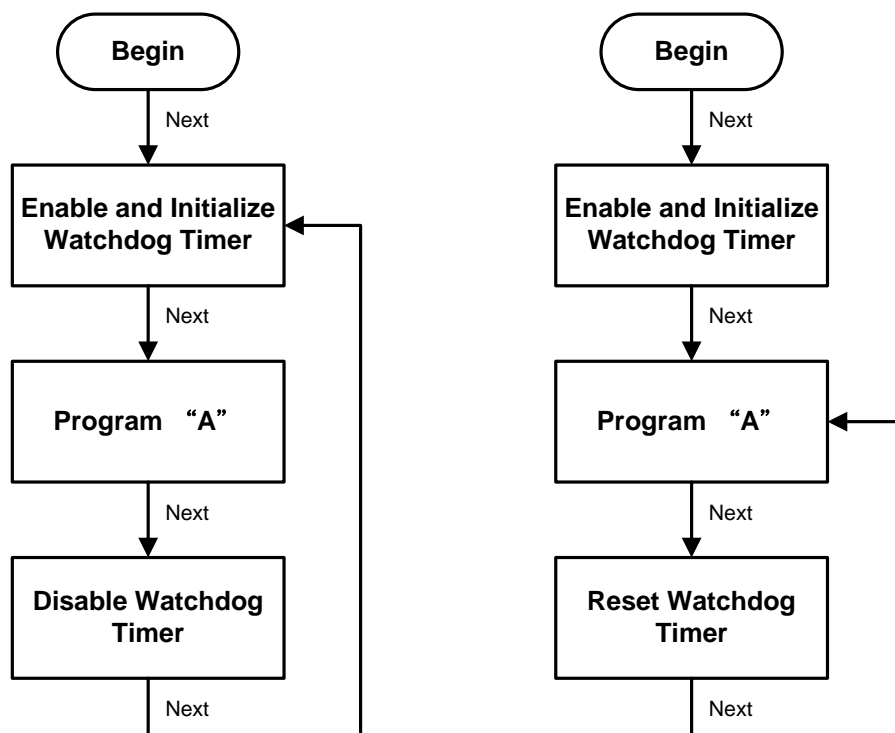 Begin
Next
Enable and Initialize
Watchdog Timer
Next
Program “A”
Next
Disable Watchdog
Timer
Next
Begin
Next
Enable and Initialize
Watchdog Timer
Next
Program “A”
Next
Reset Watchdog
Timer
Next